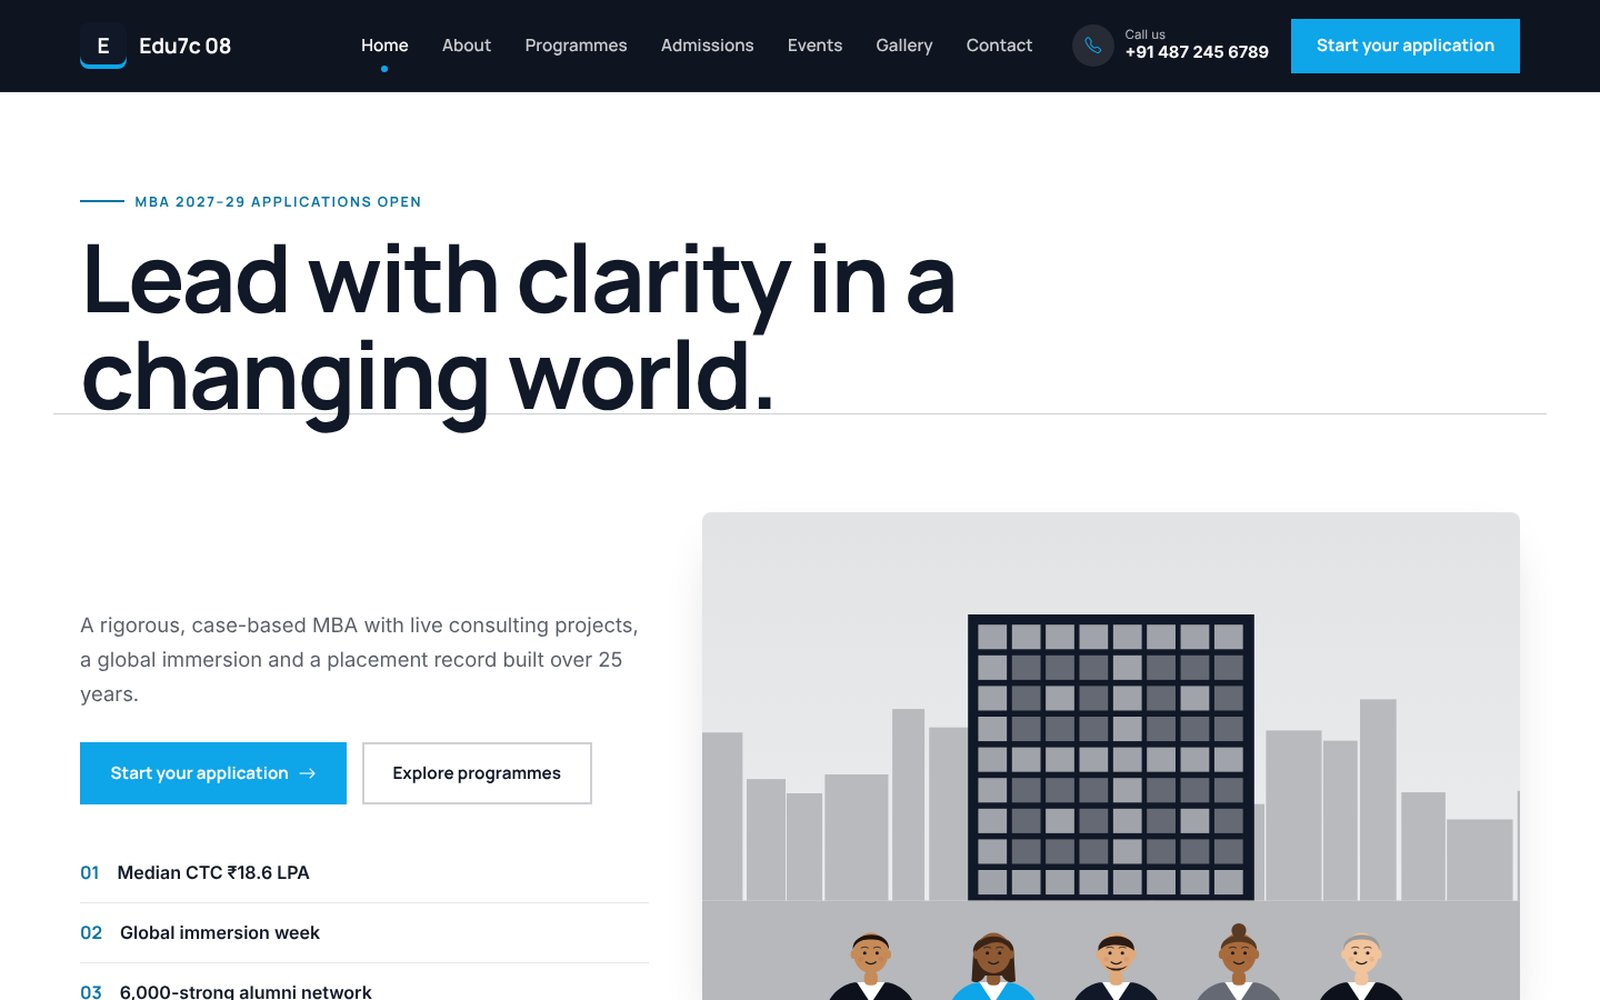 E
Edu7c 08
Home
About
Programmes
Admissions
Events
Gallery
Contact
Call us
+91 487 245 6789
Start your application
MBA 2027–29 APPLICATIONS OPEN
Lead with clarity in a
changing world.
A rigorous, case-based MBA with live consulting projects,
a global immersion and a placement record built over 25
years.
Start your application →
Explore programmes
01 Median CTC ₹18.6 LPA
02 Global immersion week
03 6,000-strong alumni network